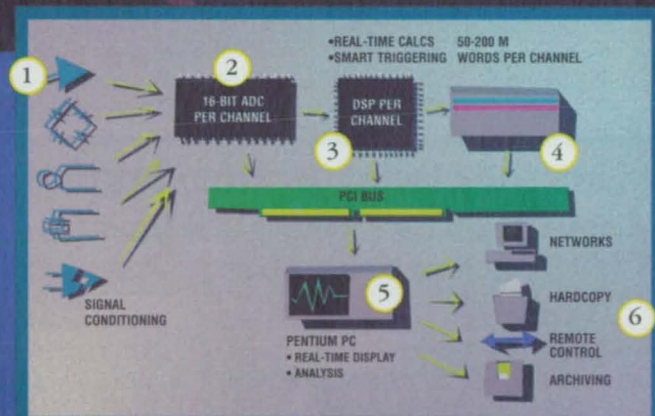 •REAL-TIME CALCS 50-200 M
•SMART TRIGGERING WORDS PER CHANNEL
1
2
16-BIT ADC
PER CHANNEL
DSP PER
CHANNEL
3
4
PCI BUS
NETWORKS
5
HARDCOPY
6
SIGNAL
CONDITIONING
PENTIUM PC
• REAL-TIME DISPLAY
• ANALYSIS
REMOTE
CONTROL
ARCHIVING